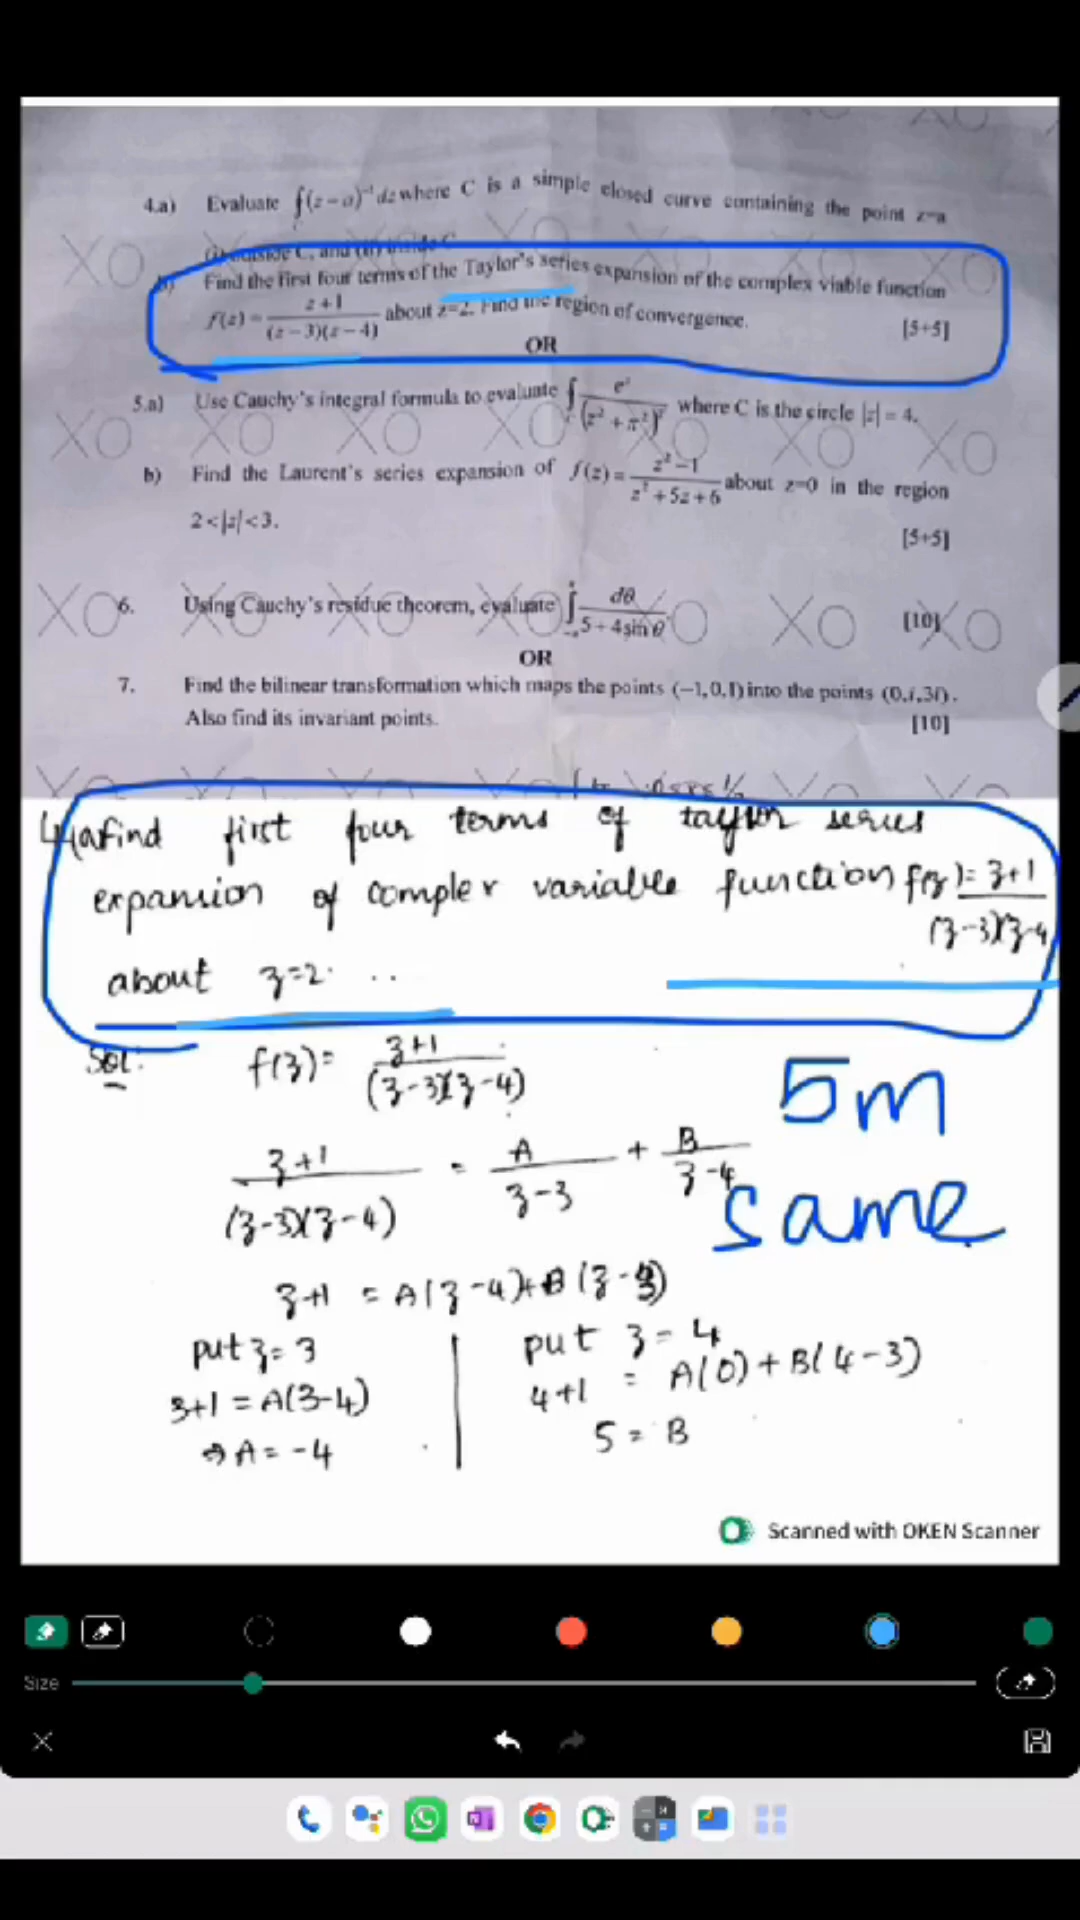 4.a) Evaluate ∫(z-a)⁻¹dz where C is a simple closed curve containing the point z=a
(i) outside C, and (ii) inside C
b) Find the first four terms of the Taylor's series expansion of the complex viable function
f(z) = z+1 / (z-3)(z-4) about z=2. Find the region of convergence. [5+5]
OR
5.a) Use Cauchy's integral formula to evaluate ∮ e^z / (z²+π²)² where C is the circle |z| = 4.
b) Find the Laurent's series expansion of f(z) = z²-1 / z²+5z+6 about z=0 in the region
2<|z|<3. [5+5]
6. Using Cauchy's residue theorem, evaluate ∫ dθ / 5+4sinθ [10]
OR
7. Find the bilinear transformation which maps the points (-1,0,1) into the points (0,i,3i).
Also find its invariant points. [10]
find first four terms of taylor series
expansion of complex variable function f(z) = z+1 / (z-3)(z-4
about z=2. ..
Sol: f(z) = z+1 / (z-3)(z-4)
5m
z+1 / (z-3)(z-4) = A / z-3 + B / z-4
same
z+1 = A(z-4)+B(z-3)
put z=3
3+1 = A(3-4)
⇒ A = -4
put z=4
4+1 = A(0)+B(4-3)
5 = B
Scanned with OKEN Scanner
Size